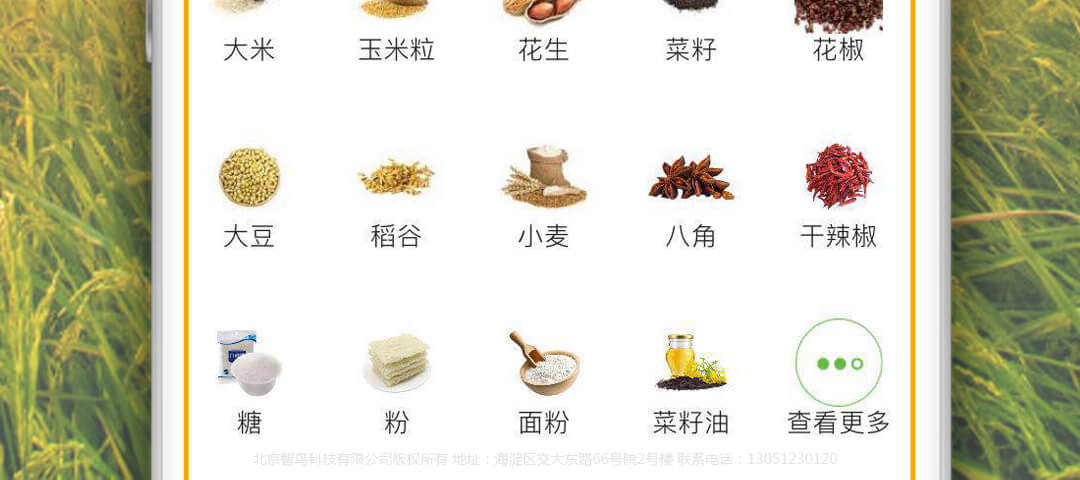 大米 玉米粒 花生 菜籽 花椒
大豆 稻谷 小麦 八角 干辣椒
糖 粉 面粉 菜籽油 查看更多
北京智鸟科技有限公司版权所有 地址：海淀区交大东路66号院2号楼 联系电话：13051230120